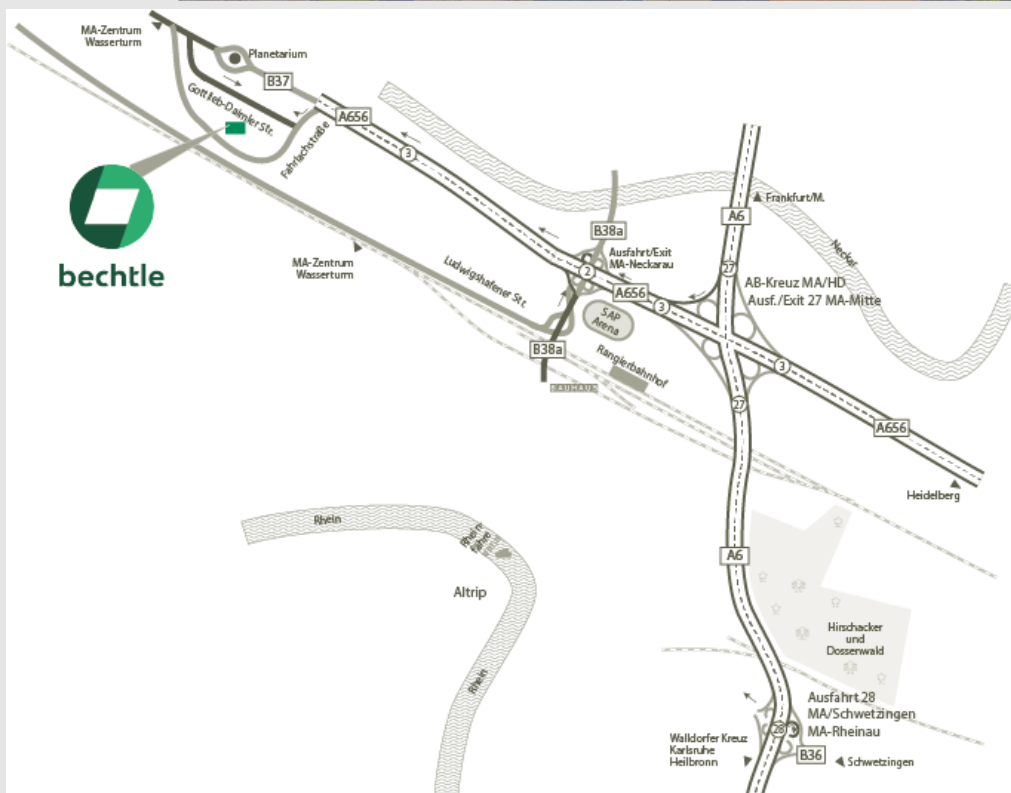 MA-Zentrum
Wasserturm
Planetarium
B37
Gottlieb-Daimler Str.
A656
Fahrlachstraße
3
bechtle
MA-Zentrum
Wasserturm
Ludwigshafener Str.
B38a
Ausfahrt/Exit
MA-Neckarau
2
A656
3
SAP
Arena
B38a
Rangierbahnhof
BAUHAUS
Frankfurt/M.
A6
Neckar
27
AB-Kreuz MA/HD
Ausf./Exit 27 MA-Mitte
3
27
A656
Heidelberg
Rhein
Rhein-
fähre
Altrip
Rhein
A6
Hirschacker
und
Dossenwald
Ausfahrt 28
MA/Schwetzingen
MA-Rheinau
28
B36
Walldorfer Kreuz
Karlsruhe
Heilbronn
Schwetzingen